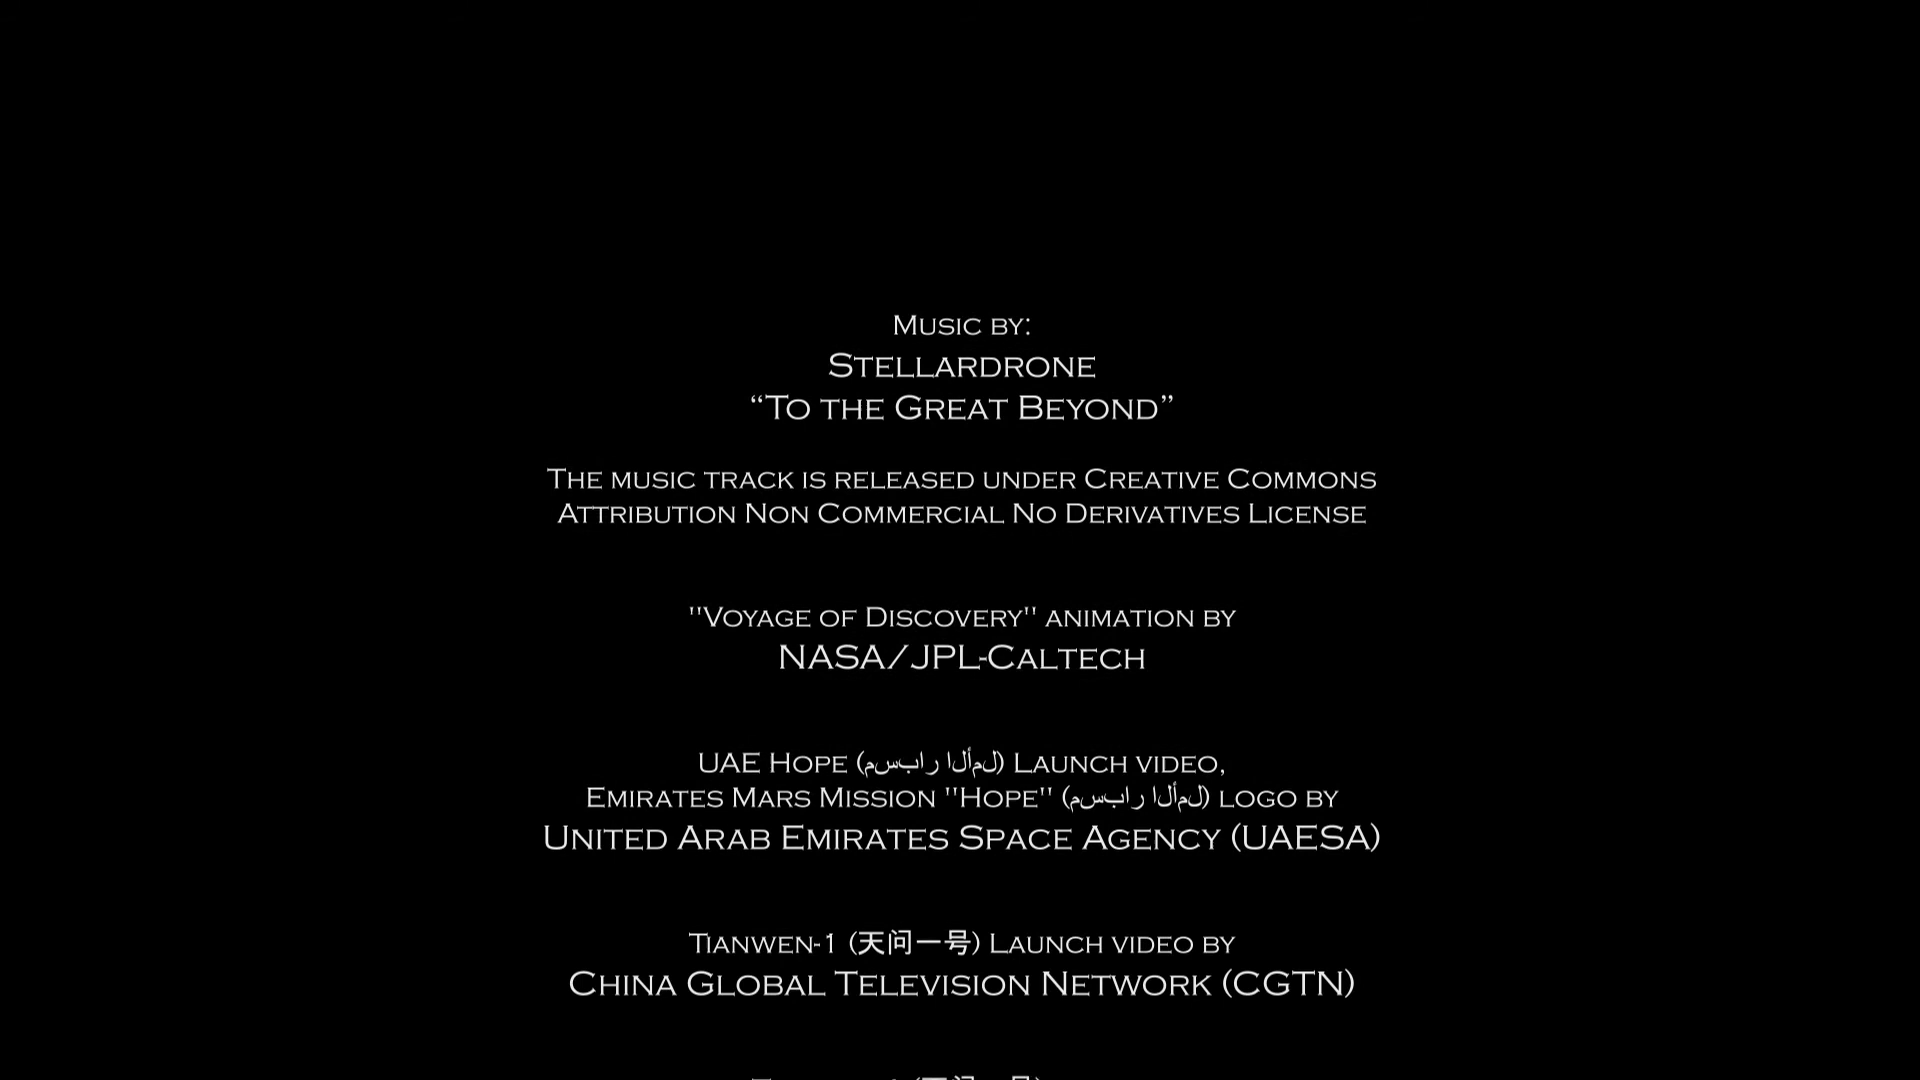 Music by:
Stellardrone
“To the Great Beyond”
The music track is released under Creative Commons
Attribution Non Commercial No Derivatives License
"Voyage of Discovery" animation by
NASA/JPL-Caltech
UAE Hope (مسبار الأمل) Launch video,
Emirates Mars Mission "Hope" (مسبار الأمل) logo by
United Arab Emirates Space Agency (UAESA)
Tianwen-1 (天问一号) Launch video by
China Global Television Network (CGTN)